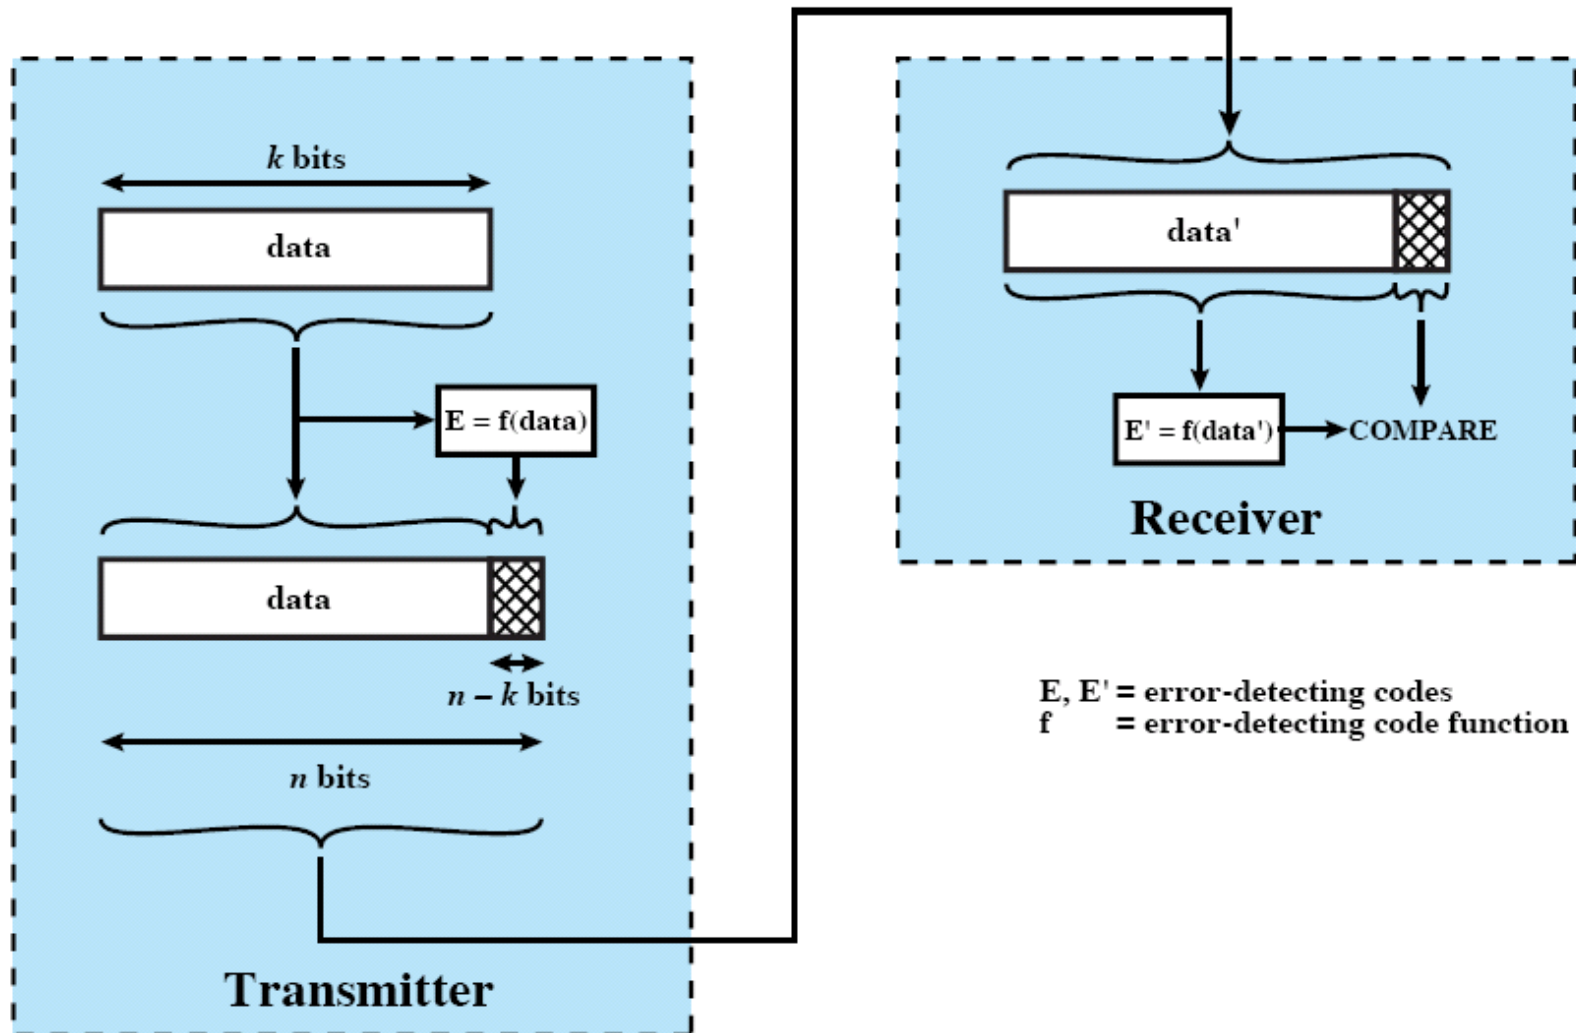 k bits
data
E = f(data)
data
n – k bits
n bits
Transmitter
data'
E' = f(data')
COMPARE
Receiver
E, E' = error-detecting codes
f = error-detecting code function